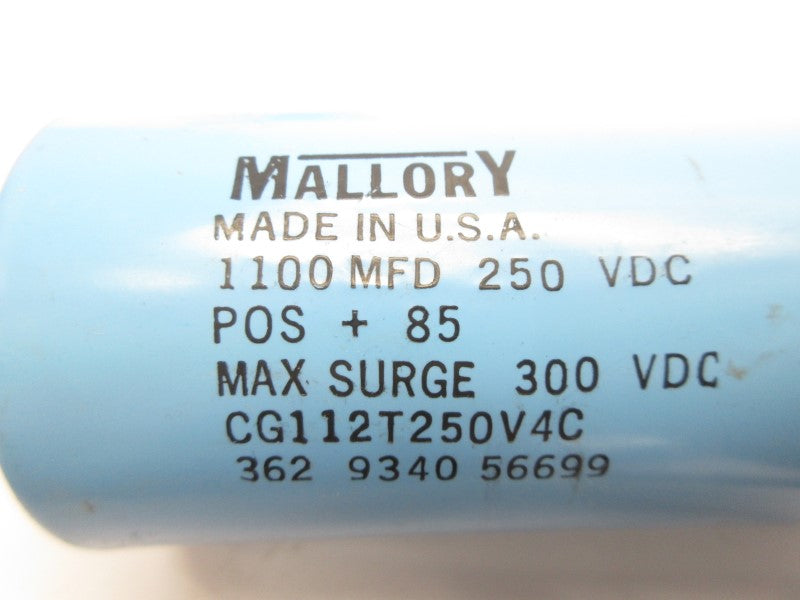 MALLORY
MADE IN U.S.A.
1100 MFD 250 VDC
POS + 85
MAX SURGE 300 VDC
CG112T250V4C
362 9340 56699